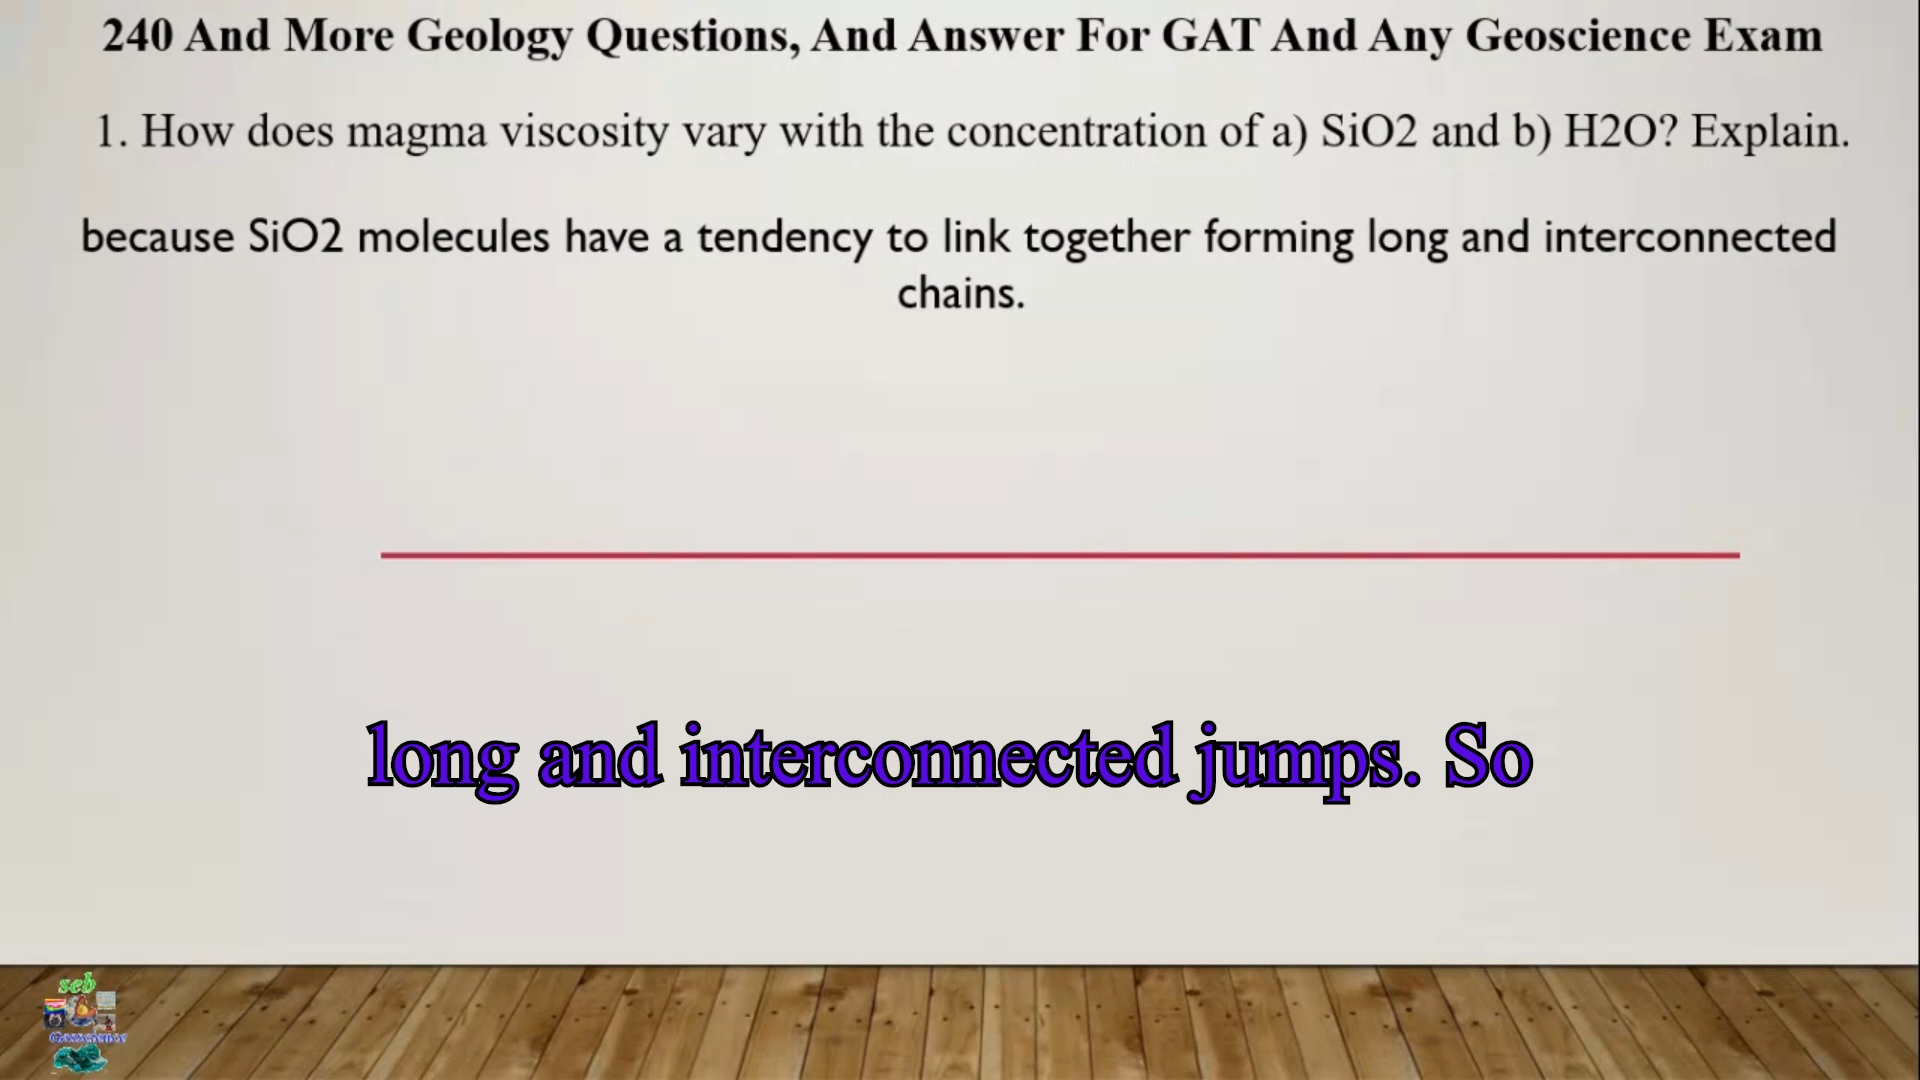 240 And More Geology Questions, And Answer For GAT And Any Geoscience Exam
1. How does magma viscosity vary with the concentration of a) SiO2 and b) H2O? Explain.
because SiO2 molecules have a tendency to link together forming long and interconnected
chains.
long and interconnected jumps. So
seb
Geoscience